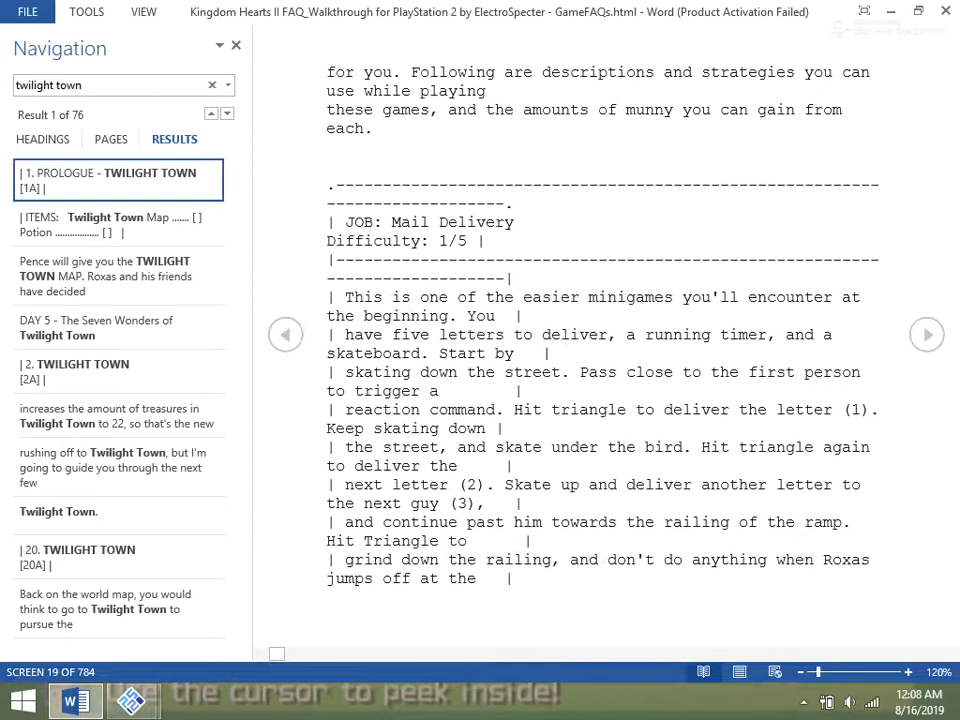 FILE TOOLS VIEW Kingdom Hearts II FAQ_Walkthrough for PlayStation 2 by ElectroSpecter - GameFAQs.html - Word (Product Activation Failed)
Navigation
twilight town
Result 1 of 76
HEADINGS PAGES RESULTS
| 1. PROLOGUE - TWILIGHT TOWN
[1A] |
| ITEMS: Twilight Town Map ....... [ ]
Potion .................. [ ] |
Pence will give you the TWILIGHT
TOWN MAP. Roxas and his friends
have decided
DAY 5 - The Seven Wonders of
Twilight Town
| 2. TWILIGHT TOWN
[2A] |
increases the amount of treasures in
Twilight Town to 22, so that's the new
rushing off to Twilight Town, but I'm
going to guide you through the next
few
Twilight Town.
| 20. TWILIGHT TOWN
[20A] |
Back on the world map, you would
think to go to Twilight Town to
pursue the
for you. Following are descriptions and strategies you can
use while playing
these games, and the amounts of munny you can gain from
each.
.----------------------------------------------------------
-------------------.
| JOB: Mail Delivery
Difficulty: 1/5 |
|----------------------------------------------------------
-------------------|
| This is one of the easier minigames you'll encounter at
the beginning. You |
| have five letters to deliver, a running timer, and a
skateboard. Start by |
| skating down the street. Pass close to the first person
to trigger a |
| reaction command. Hit triangle to deliver the letter (1).
Keep skating down |
| the street, and skate under the bird. Hit triangle again
to deliver the |
| next letter (2). Skate up and deliver another letter to
the next guy (3), |
| and continue past him towards the railing of the ramp.
Hit Triangle to |
| grind down the railing, and don't do anything when Roxas
jumps off at the |
SCREEN 19 OF 784 120%
the cursor to peek inside!
12:08 AM
8/16/2019